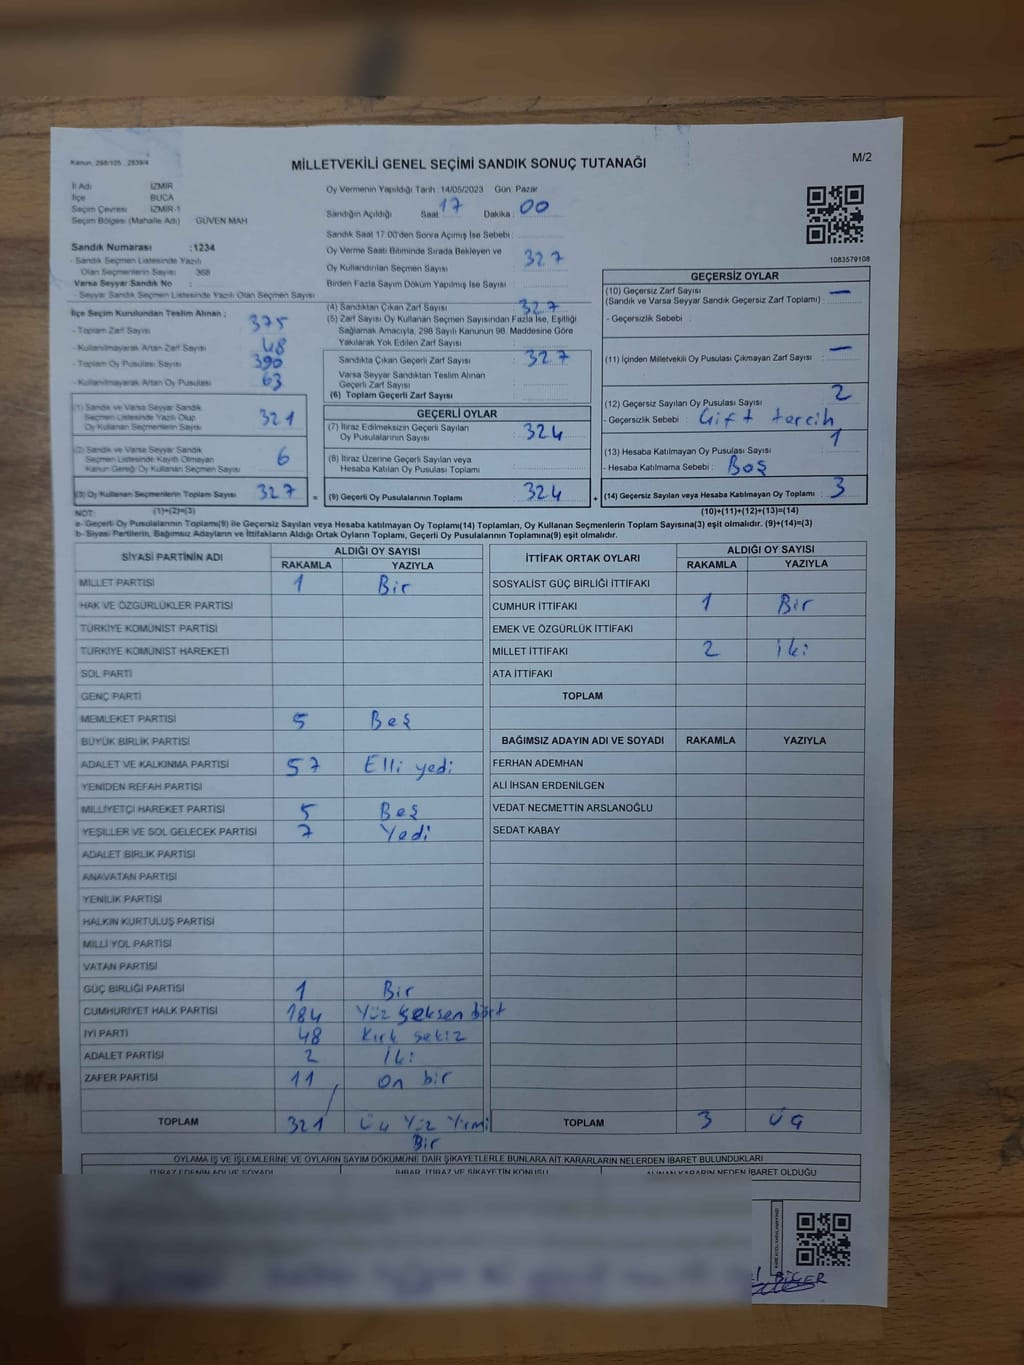 Kanun, 298/105 , 2839/4
MİLLETVEKİLİ GENEL SEÇİMİ SANDIK SONUÇ TUTANAĞI
M/2
İl Adı İZMİR
İlçe BUCA
Seçim Çevresi İZMİR-1
Seçim Bölgesi (Mahalle Adı) GÜVEN MAH
Sandık Numarası :1234
- Sandık Seçmen Listesinde Yazılı
Olan Seçmenlerin Sayısı 368
Varsa Seyyar Sandık No :
- Seyyar Sandık Seçmen Listesinde Yazılı Olan Seçmen Sayısı
İlçe Seçim Kurulundan Teslim Alınan ;
- Toplam Zarf Sayısı 375
- Kullanılmayarak Artan Zarf Sayısı 48
- Toplam Oy Pusulası Sayısı 390
- Kullanılmayarak Artan Oy Pusulası 63
(1) Sandık ve Varsa Seyyar Sandık
Seçmen Listesinde Yazılı Olup
Oy Kullanan Seçmenlerin Sayısı 321
(2) Sandık ve Varsa Seyyar Sandık
Seçmen Listesinde Kayıtlı Olmayan
Kanun Gereği Oy Kullanan Seçmen Sayısı 6
(3) Oy Kullanan Seçmenlerin Toplam Sayısı 327
Oy Vermenin Yapıldığı Tarih :14/05/2023 Gün: Pazar
Sandığın Açıldığı Saat: 17 Dakika : 00
Sandık Saat 17.00'den Sonra Açılmış İse Sebebi :
Oy Verme Saati Bitiminde Sırada Bekleyen ve
Oy Kullandırılan Seçmen Sayısı : 327
Birden Fazla Sayım Döküm Yapılmış İse Sayısı :
(4) Sandıktan Çıkan Zarf Sayısı : 327
(5) Zarf Sayısı Oy Kullanan Seçmen Sayısından Fazla İse, Eşitliği
Sağlamak Amacıyla, 298 Sayılı Kanunun 98. Maddesine Göre
Yakılarak Yok Edilen Zarf Sayısı :
Sandıkta Çıkan Geçerli Zarf Sayısı : 327
Varsa Seyyar Sandıktan Teslim Alınan
Geçerli Zarf Sayısı
(6) Toplam Geçerli Zarf Sayısı :
GEÇERLİ OYLAR
(7) İtiraz Edilmeksizin Geçerli Sayılan
Oy Pusulalarının Sayısı : 324
(8) İtiraz Üzerine Geçerli Sayılan veya
Hesaba Katılan Oy Pusulası Toplamı :
= (9) Geçerli Oy Pusulalarının Toplamı : 324
1083579108
GEÇERSİZ OYLAR
(10) Geçersiz Zarf Sayısı
(Sandık ve Varsa Seyyar Sandık Geçersiz Zarf Toplamı) : —
- Geçersizlik Sebebi :
(11) İçinden Milletvekili Oy Pusulası Çıkmayan Zarf Sayısı : —
(12) Geçersiz Sayılan Oy Pusulası Sayısı : 2
- Geçersizlik Sebebi : Çift tercih
(13) Hesaba Katılmayan Oy Pusulası Sayısı : 1
- Hesaba Katılmama Sebebi : Boş
+ (14) Geçersiz Sayılan veya Hesaba Katılmayan Oy Toplamı : 3
NOT: (1)+(2)=(3) (10)+(11)+(12)+(13)=(14)
a- Geçerli Oy Pusulalarının Toplamı(9) ile Geçersiz Sayılan veya Hesaba katılmayan Oy Toplamı(14) Toplamları, Oy Kullanan Seçmenlerin Toplam Sayısına(3) eşit olmalıdır. (9)+(14)=(3)
b- Siyasi Partilerin, Bağımsız Adayların ve İttifakların Aldığı Ortak Oyların Toplamı, Geçerli Oy Pusulalarının Toplamına(9) eşit olmalıdır.
SİYASİ PARTİNİN ADI ALDIĞI OY SAYISI
RAKAMLA YAZIYLA
MİLLET PARTİSİ 1 Bir
HAK VE ÖZGÜRLÜKLER PARTİSİ
TÜRKİYE KOMÜNİST PARTİSİ
TÜRKİYE KOMÜNİST HAREKETİ
SOL PARTİ
GENÇ PARTİ
MEMLEKET PARTİSİ 5 Beş
BÜYÜK BİRLİK PARTİSİ
ADALET VE KALKINMA PARTİSİ 57 Elli yedi
YENİDEN REFAH PARTİSİ
MİLLİYETÇİ HAREKET PARTİSİ 5 Beş
YEŞİLLER VE SOL GELECEK PARTİSİ 7 Yedi
ADALET BİRLİK PARTİSİ
ANAVATAN PARTİSİ
YENİLİK PARTİSİ
HALKIN KURTULUŞ PARTİSİ
MİLLİ YOL PARTİSİ
VATAN PARTİSİ
GÜÇ BİRLİĞİ PARTİSİ 1 Bir
CUMHURİYET HALK PARTİSİ 184 Yüz seksen dört
İYİ PARTİ 48 Kırk sekiz
ADALET PARTİSİ 2 İki
ZAFER PARTİSİ 11 On bir
TOPLAM 321 Üç Yüz Yirmi
Bir
İTTİFAK ORTAK OYLARI ALDIĞI OY SAYISI
RAKAMLA YAZIYLA
SOSYALİST GÜÇ BİRLİĞİ İTTİFAKI
CUMHUR İTTİFAKI 1 Bir
EMEK VE ÖZGÜRLÜK İTTİFAKI
MİLLET İTTİFAKI 2 iki
ATA İTTİFAKI
TOPLAM
BAĞIMSIZ ADAYIN ADI VE SOYADI RAKAMLA YAZIYLA
FERHAN ADEMHAN
ALİ İHSAN ERDENİLGEN
VEDAT NECMETTİN ARSLANOĞLU
SEDAT KABAY
TOPLAM 3 Üç
OYLAMA İŞ VE İŞLEMLERİNE VE OYLARIN SAYIM DÖKÜMÜNE DAİR ŞİKAYETLERLE BUNLARA AİT KARARLARIN NELERDEN İBARET BULUNDUKLARI
İTİRAZ EDENİN ADI VE SOYADI İHBAR, İTİRAZ VE ŞİKAYETİN KONUSU ALINAN KARARIN NEDEN İBARET OLDUĞU